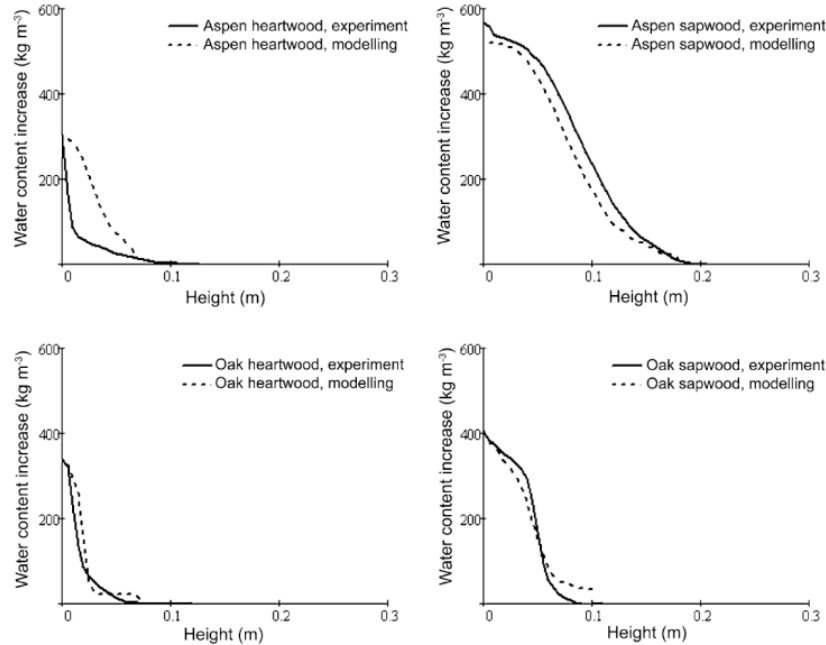 600
400
200
0
0.1
0.2
0.3
Water content increase (kg m⁻³)
Height (m)
Aspen heartwood, experiment
Aspen heartwood, modelling
600
400
200
0
0.1
0.2
0.3
Water content increase (kg m⁻³)
Height (m)
Aspen sapwood, experiment
Aspen sapwood, modelling
600
400
200
0
0.1
0.2
0.3
Water content increase (kg m⁻³)
Height (m)
Oak heartwood, experiment
Oak heartwood, modelling
600
400
200
0
0.1
0.2
0.3
Water content increase (kg m⁻³)
Height (m)
Oak sapwood, experiment
Oak sapwood, modelling